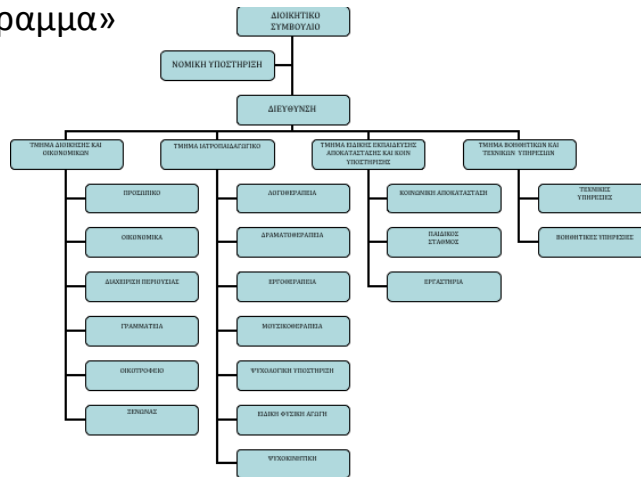 ραμμα»
ΔΙΟΙΚΗΤΙΚΟ
ΣΥΜΒΟΥΛΙΟ
ΝΟΜΙΚΗ ΥΠΟΣΤΗΡΙΞΗ
ΔΙΕΥΘΥΝΣΗ
ΤΜΗΜΑ ΔΙΟΙΚΗΣΗΣ ΚΑΙ
ΟΙΚΟΝΟΜΙΚΩΝ
ΠΡΟΣΩΠΙΚΟ
ΟΙΚΟΝΟΜΙΚΑ
ΔΙΑΧΕΙΡΙΣΗ ΠΕΡΙΟΥΣΙΑΣ
ΓΡΑΜΜΑΤΕΙΑ
ΟΙΚΟΤΡΟΦΕΙΟ
ΞΕΝΩΝΑΣ
ΤΜΗΜΑ ΙΑΤΡΟΠΑΙΔΑΓΩΓΙΚΟ
ΛΟΓΟΘΕΡΑΠΕΙΑ
ΔΡΑΜΑΤΟΘΕΡΑΠΕΙΑ
ΕΡΓΟΘΕΡΑΠΕΙΑ
ΜΟΥΣΙΚΟΘΕΡΑΠΕΙΑ
ΨΥΧΟΛΟΓΙΚΗ ΥΠΟΣΤΗΡΙΞΗ
ΕΙΔΙΚΗ ΦΥΣΙΚΗ ΑΓΩΓΗ
ΨΥΧΟΚΙΝΗΤΙΚΗ
ΤΜΗΜΑ ΕΙΔΙΚΗΣ ΕΚΠΑΙΔΕΥΣΗΣ
ΑΠΟΚΑΤΑΣΤΑΣΗΣ ΚΑΙ ΚΟΙΝ
ΥΠΟΣΤΗΡΙΞΗΣ
ΚΟΙΝΩΝΙΚΗ ΑΠΟΚΑΤΑΣΤΑΣΗ
ΠΑΙΔΙΚΟΣ
ΣΤΑΘΜΟΣ
ΕΡΓΑΣΤΗΡΙΑ
ΤΜΗΜΑ ΒΟΗΘΗΤΙΚΩΝ ΚΑΙ
ΤΕΧΝΙΚΩΝ ΥΠΗΡΕΣΙΩΝ
ΤΕΧΝΙΚΕΣ
ΥΠΗΡΕΣΙΕΣ
ΒΟΗΘΗΤΙΚΕΣ ΥΠΗΡΕΣΙΕΣ